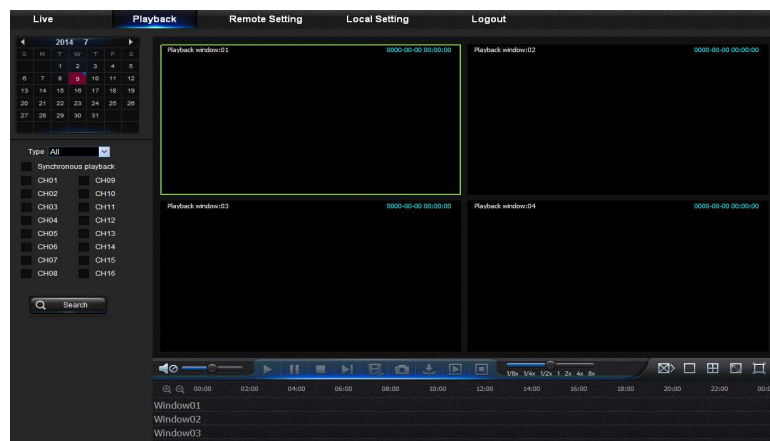 Live Playback Remote Setting Local Setting Logout
2014 7
S M T W T F S
1 2 3 4 5
6 7 8 9 10 11 12
13 14 15 16 17 18 19
20 21 22 23 24 25 26
27 28 29 30 31
Type All
Synchronous playback
CH01 CH09
CH02 CH10
CH03 CH11
CH04 CH12
CH05 CH13
CH06 CH14
CH07 CH15
CH08 CH16
Search
Playback window:01 0000-00-00 00:00:00
Playback window:02 0000-00-00 00:00:00
Playback window:03 0000-00-00 00:00:00
Playback window:04 0000-00-00 00:00:00
1/8x 1/4x 1/2x 1 2x 4x 8x
00:00 02:00 04:00 06:00 08:00 10:00 12:00 14:00 16:00 18:00 20:00 22:00 00:0
Window01
Window02
Window03